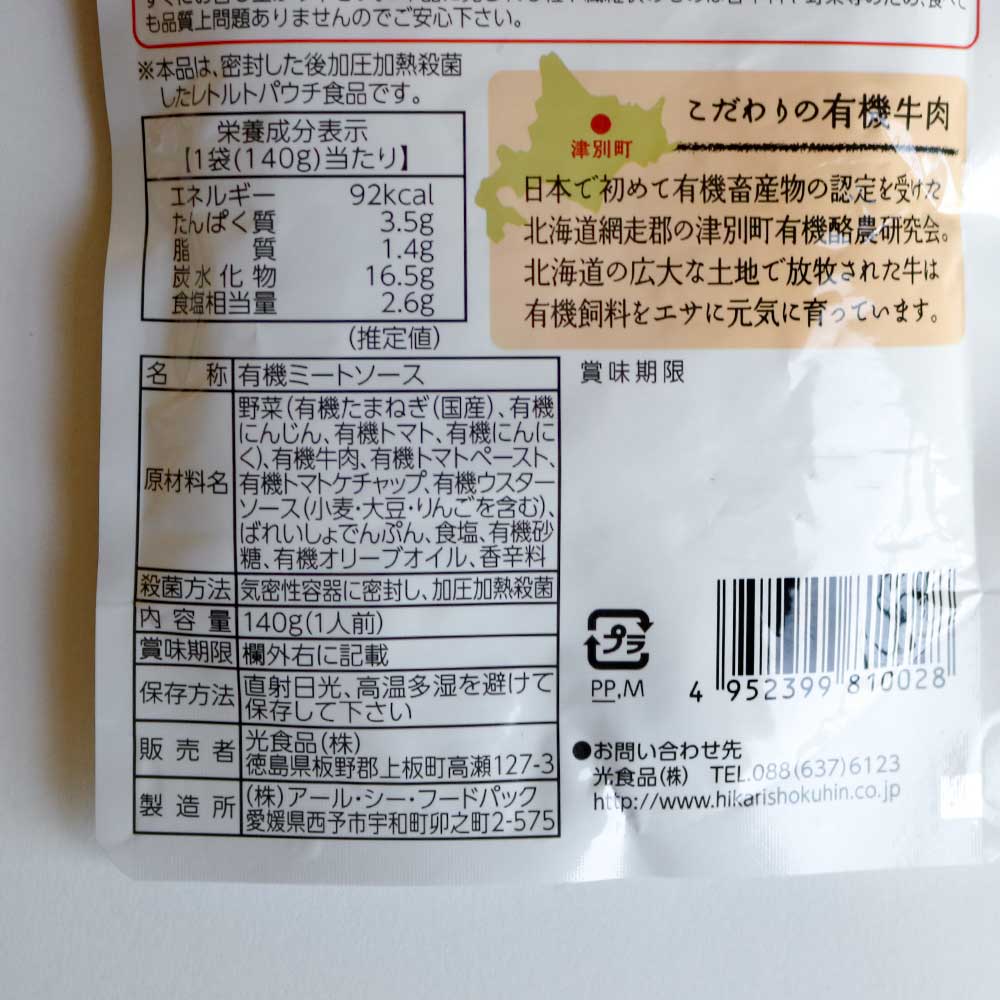 も品質上問題ありませんのでご安心下さい。
※本品は、密封した後加圧加熱殺菌
したレトルトパウチ食品です。
栄養成分表示
【1袋(140g)当たり】
エネルギー 92kcal
たんぱく質 3.5g
脂質 1.4g
炭水化物 16.5g
食塩相当量 2.6g
(推定値)
津別町
こだわりの有機牛肉
日本で初めて有機畜産物の認定を受けた
北海道網走郡の津別町有機酪農研究会。
北海道の広大な土地で放牧された牛は
有機飼料をエサに元気に育っています。
名称 有機ミートソース
原材料名 野菜(有機たまねぎ(国産)、有機
にんじん、有機トマト、有機にんに
く)、有機牛肉、有機トマトペースト、
有機トマトケチャップ、有機ウスター
ソース(小麦・大豆・りんごを含む)、
ばれいしょでんぷん、食塩、有機砂
糖、有機オリーブオイル、香辛料
殺菌方法 気密性容器に密封し、加圧加熱殺菌
内容量 140g(1人前)
賞味期限 欄外右に記載
保存方法 直射日光、高温多湿を避けて
保存して下さい
販売者 光食品(株)
徳島県板野郡上板町高瀬127-3
製造所 (株)アール・シー・フードパック
愛媛県西予市宇和町卯之町2-575
賞味期限
プラ
PP,M
4 952399 810028
●お問い合わせ先
光食品(株) TEL.088(637)6123
http://www.hikarishokuhin.co.jp